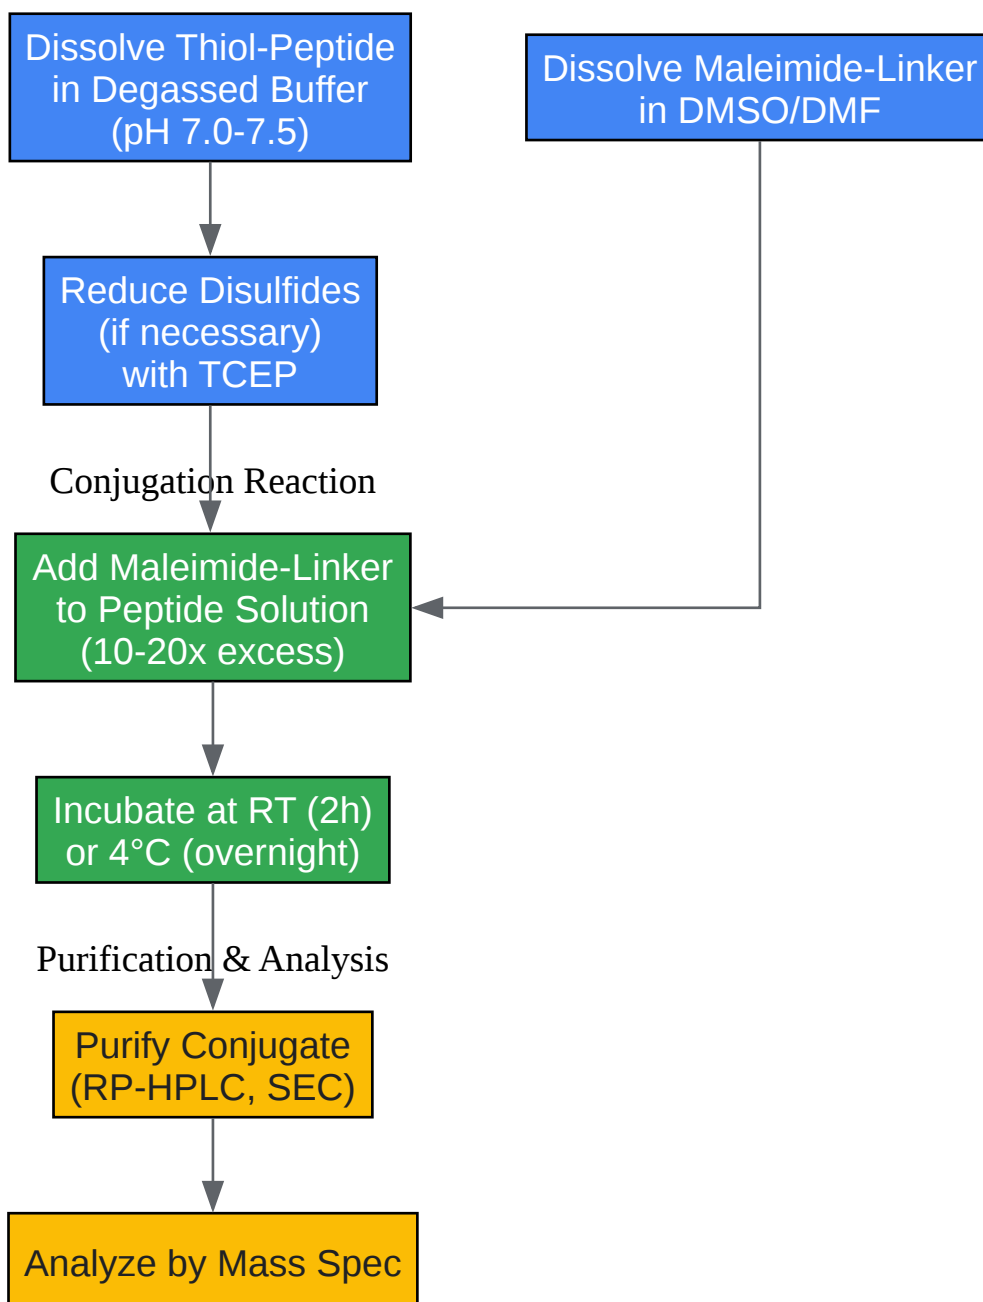 Dissolve Thiol-Peptide
in Degassed Buffer
(pH 7.0-7.5)
Dissolve Maleimide-Linker
in DMSO/DMF
Reduce Disulfides
(if necessary)
with TCEP
Conjugation Reaction
Add Maleimide-Linker
to Peptide Solution
(10-20x excess)
Incubate at RT (2h)
or 4°C (overnight)
Purification & Analysis
Purify Conjugate
(RP-HPLC, SEC)
Analyze by Mass Spec